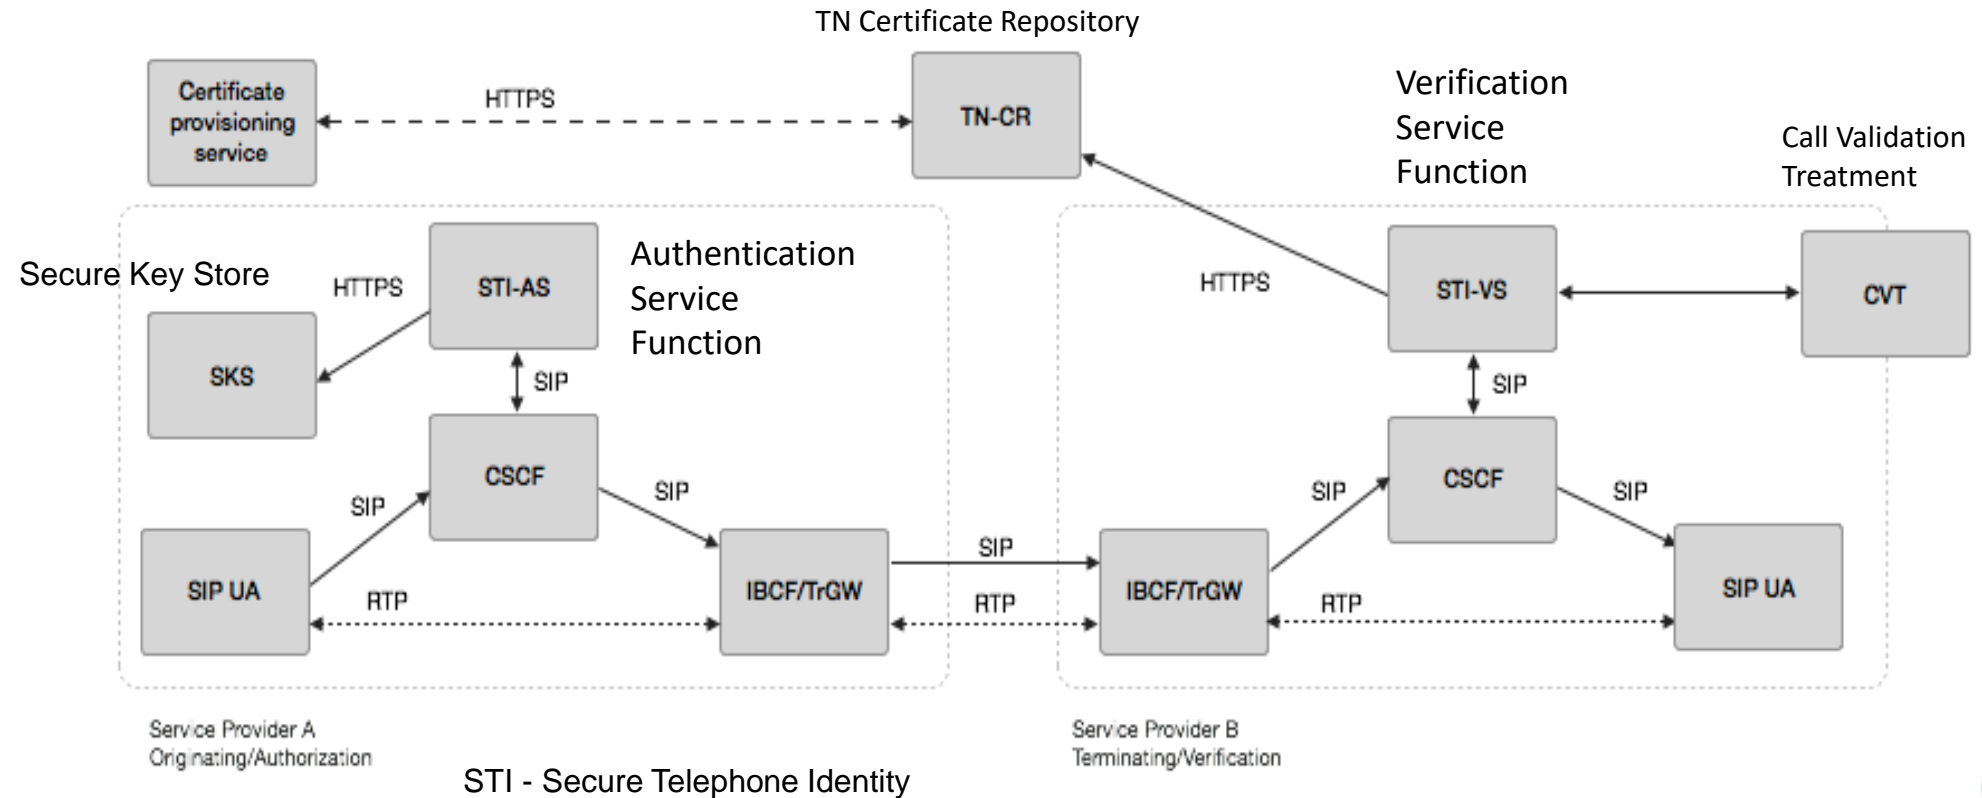 TN Certificate Repository
Certificate
provisioning
service
HTTPS
TN-CR
Verification
Service
Function
Call Validation
Treatment
Secure Key Store
HTTPS
STI-AS
Authentication
Service
Function
HTTPS
STI-VS
CVT
SKS
SIP
SIP
CSCF
CSCF
SIP
SIP
SIP
SIP
SIP UA
RTP
IBCF/TrGW
SIP
RTP
IBCF/TrGW
RTP
SIP UA
Service Provider A
Originating/Authorization
Service Provider B
Terminating/Verification
STI - Secure Telephone Identity